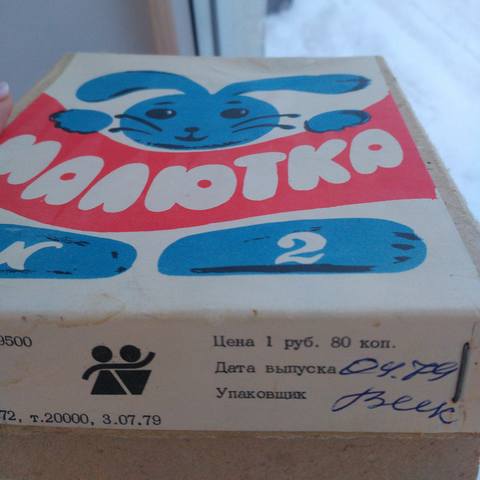 МАЛЮТКА
2
9500
Цена 1 руб. 80 коп.
Дата выпуска 04.79
Упаковщик
72, т.20000, 3.07.79